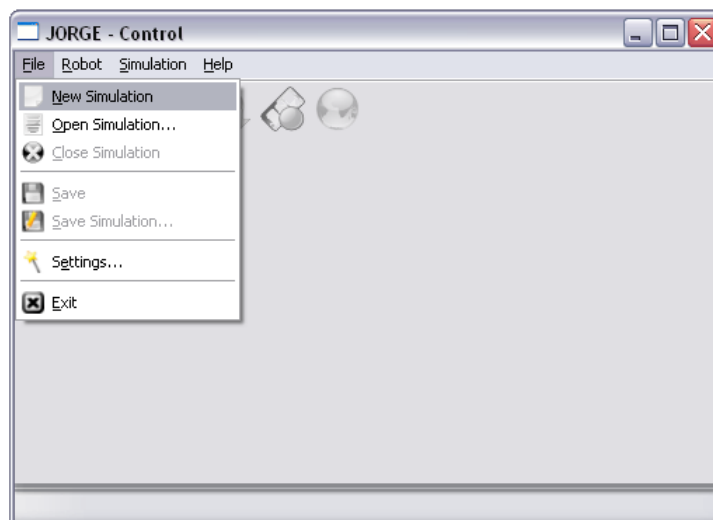 JORGE - Control
File Robot Simulation Help
New Simulation
Open Simulation...
Close Simulation
Save
Save Simulation...
Settings...
Exit